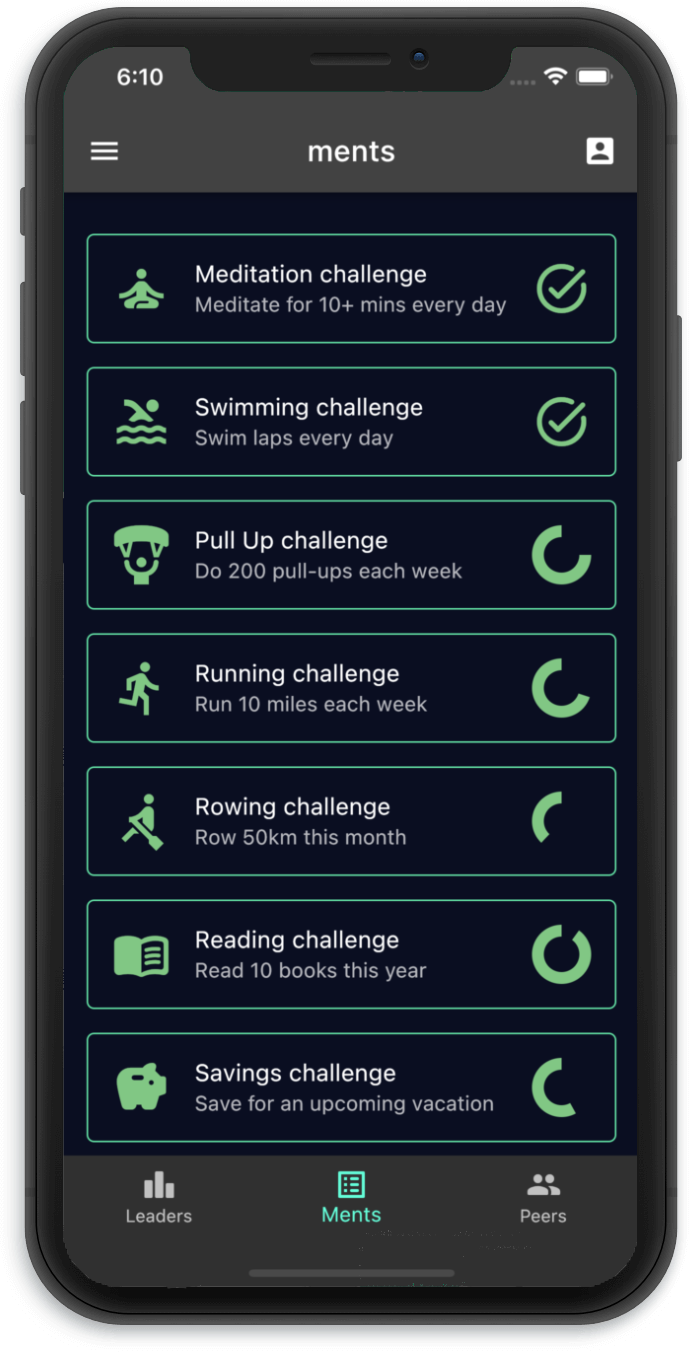 6:10
ments
Meditation challenge
Meditate for 10+ mins every day
Swimming challenge
Swim laps every day
Pull Up challenge
Do 200 pull-ups each week
Running challenge
Run 10 miles each week
Rowing challenge
Row 50km this month
Reading challenge
Read 10 books this year
Savings challenge
Save for an upcoming vacation
Leaders
Ments
Peers